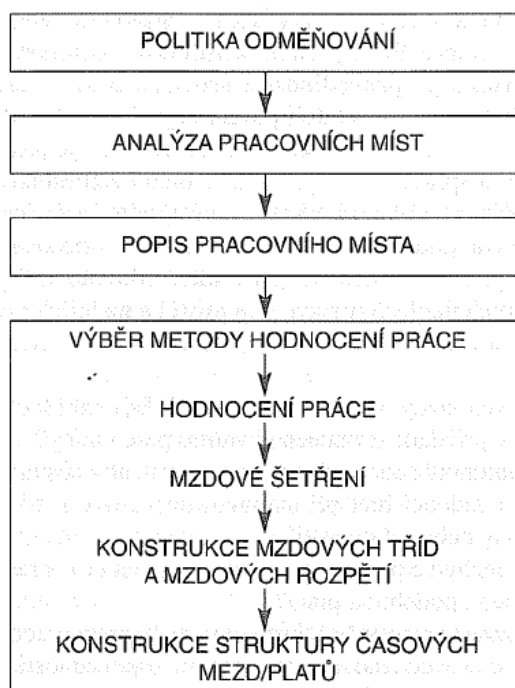 POLITIKA ODMĚŇOVÁNÍ
ANALÝZA PRACOVNÍCH MÍST
POPIS PRACOVNÍHO MÍSTA
VÝBĚR METODY HODNOCENÍ PRÁCE
HODNOCENÍ PRÁCE
MZDOVÉ ŠETŘENÍ
KONSTRUKCE MZDOVÝCH TŘÍD
A MZDOVÝCH ROZPĚTÍ
KONSTRUKCE STRUKTURY ČASOVÝCH
MEZD/PLATŮ